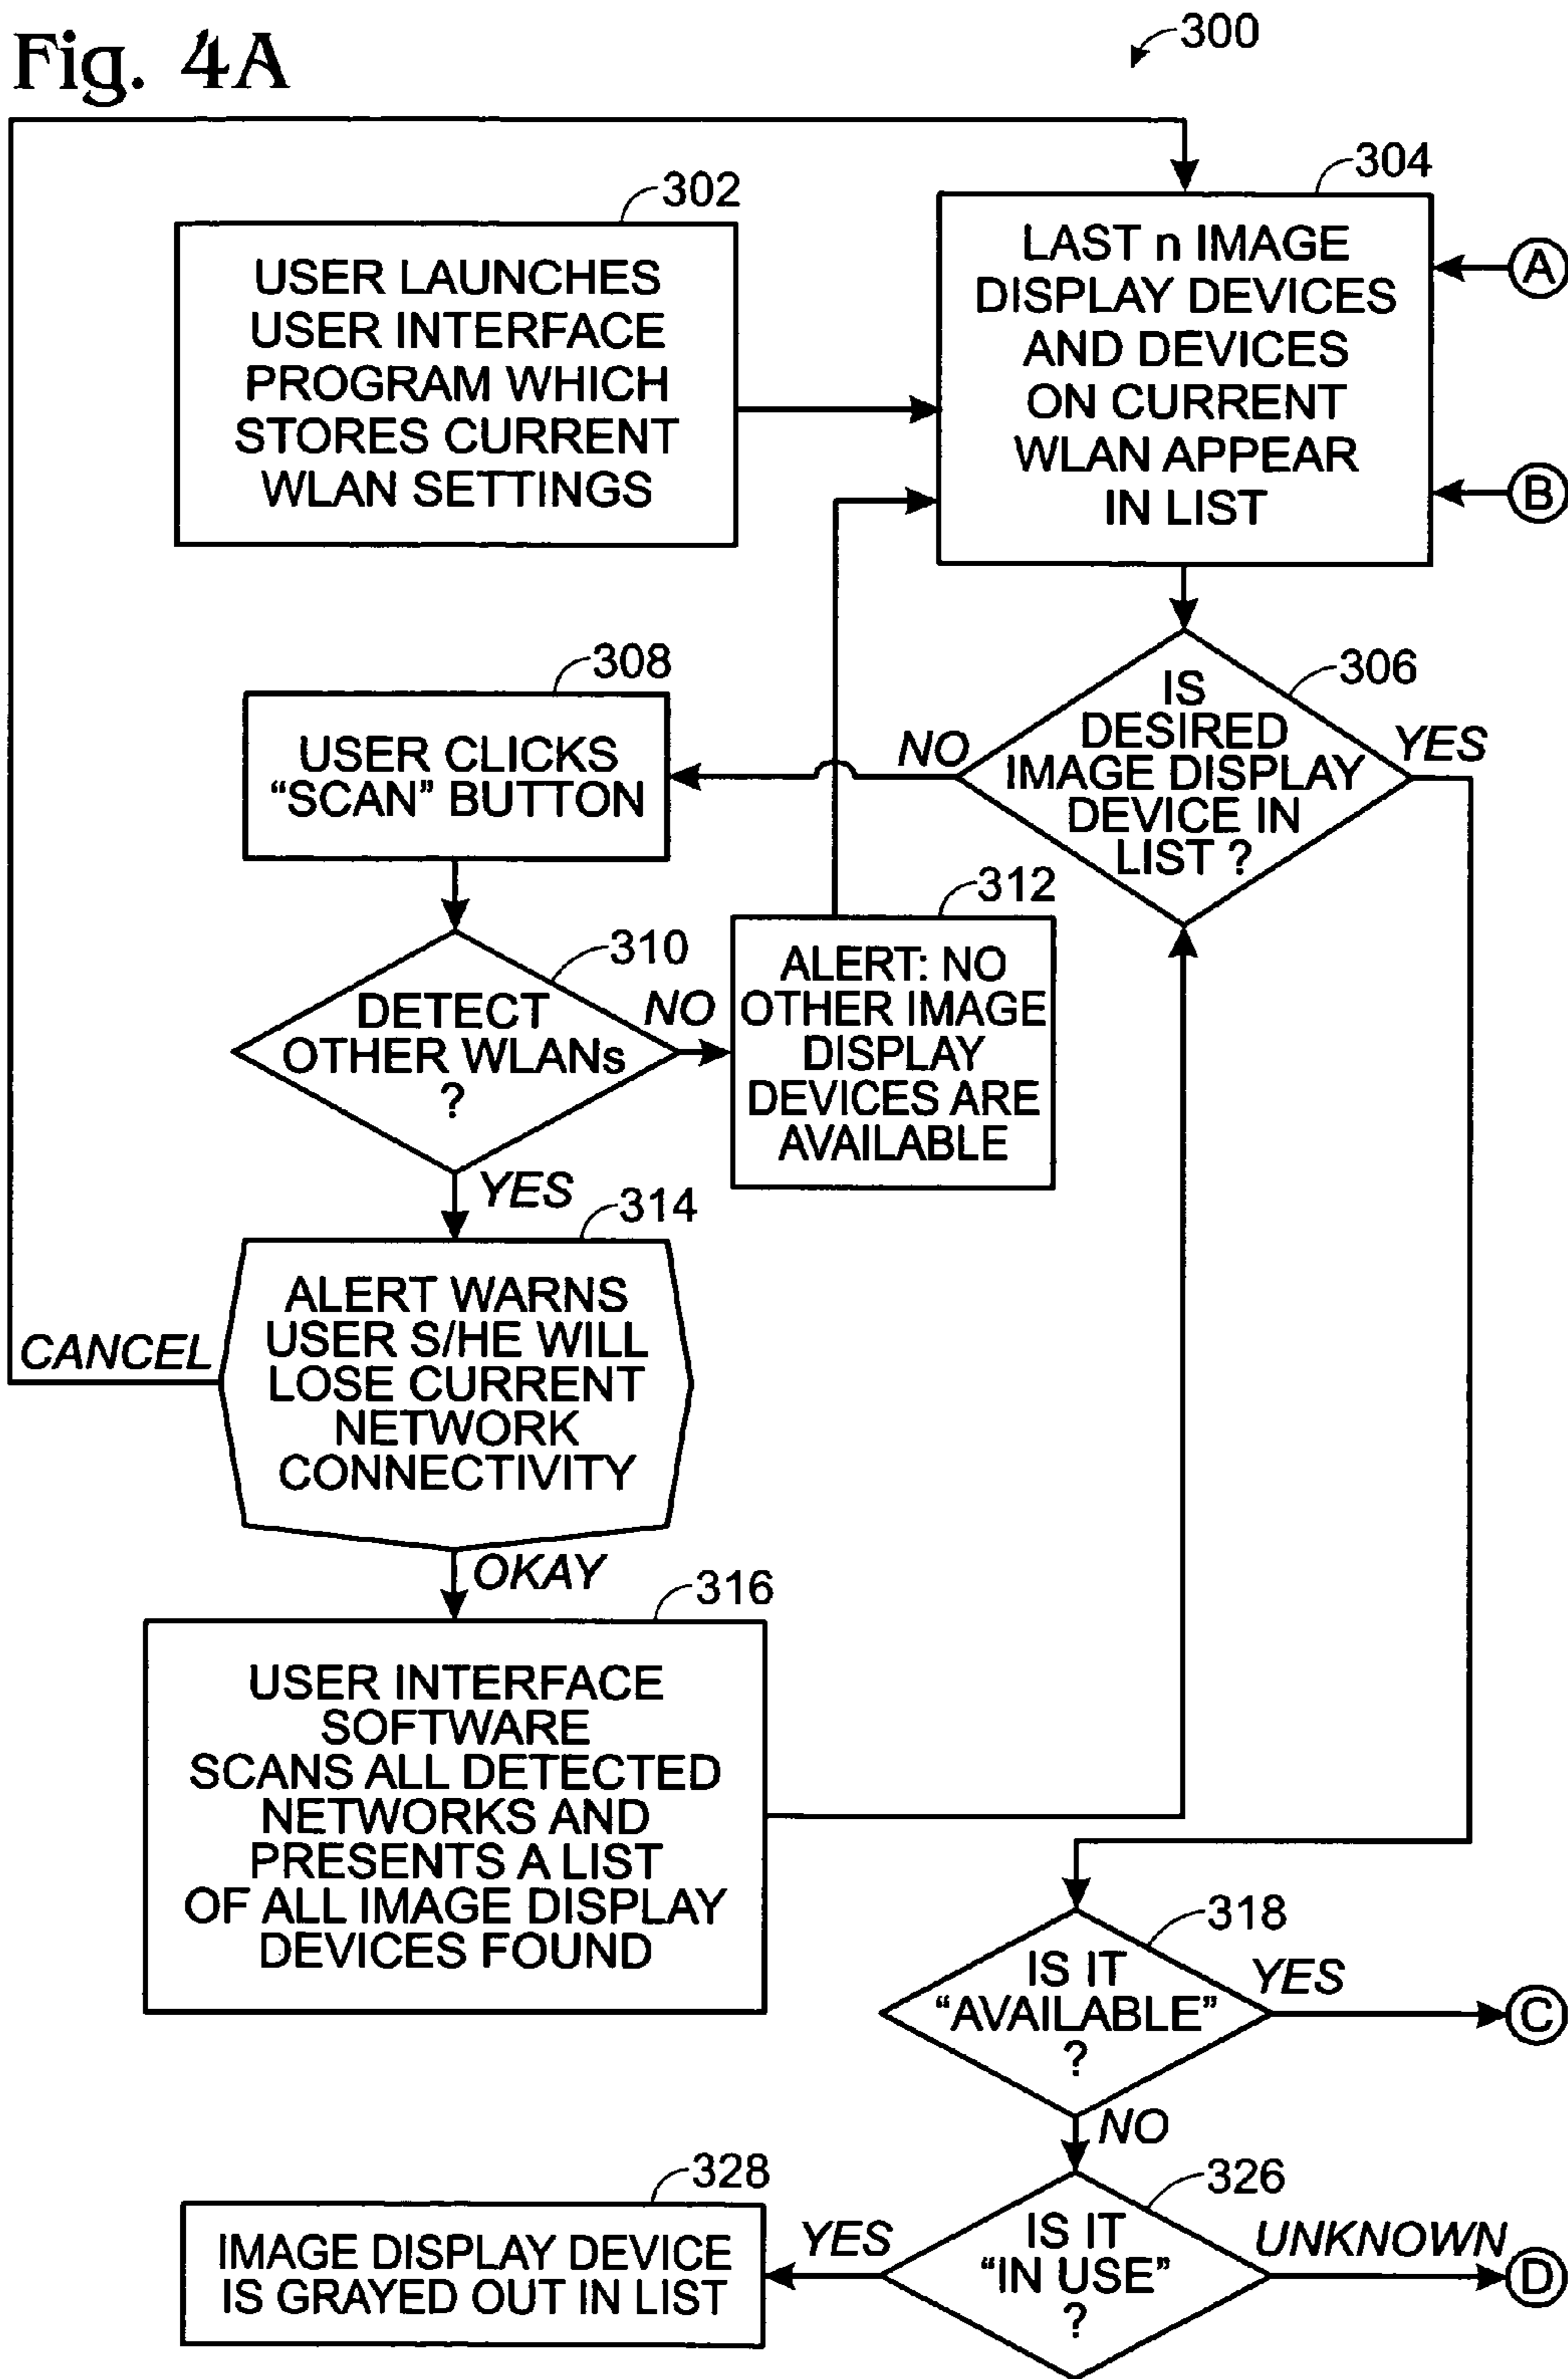 Fig. 4A
300
302
USER LAUNCHES
USER INTERFACE
PROGRAM WHICH
STORES CURRENT
WLAN SETTINGS
304
LAST n IMAGE
DISPLAY DEVICES
AND DEVICES
ON CURRENT
WLAN APPEAR
IN LIST
A
B
306
IS
DESIRED
IMAGE DISPLAY
DEVICE IN
LIST ?
NO
YES
308
USER CLICKS
“SCAN” BUTTON
310
DETECT
OTHER WLANs
?
NO
YES
312
ALERT: NO
OTHER IMAGE
DISPLAY
DEVICES ARE
AVAILABLE
314
ALERT WARNS
USER S/HE WILL
LOSE CURRENT
NETWORK
CONNECTIVITY
CANCEL
OKAY
316
USER INTERFACE
SOFTWARE
SCANS ALL DETECTED
NETWORKS AND
PRESENTS A LIST
OF ALL IMAGE DISPLAY
DEVICES FOUND
318
IS IT
“AVAILABLE”
?
YES
C
NO
326
IS IT
“IN USE”
?
YES
UNKNOWN
D
328
IMAGE DISPLAY DEVICE
IS GRAYED OUT IN LIST